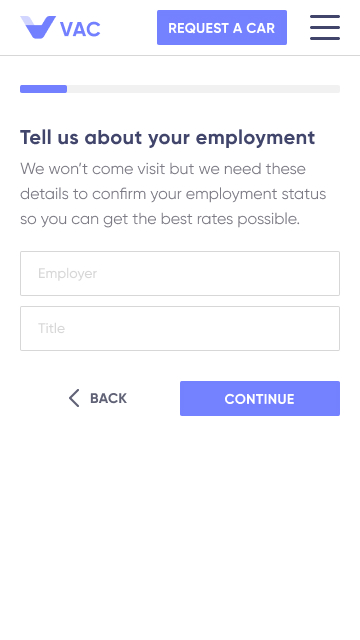 VAC
REQUEST A CAR
Tell us about your employment
We won’t come visit but we need these
details to confirm your employment status
so you can get the best rates possible.
Employer
Title
BACK
CONTINUE